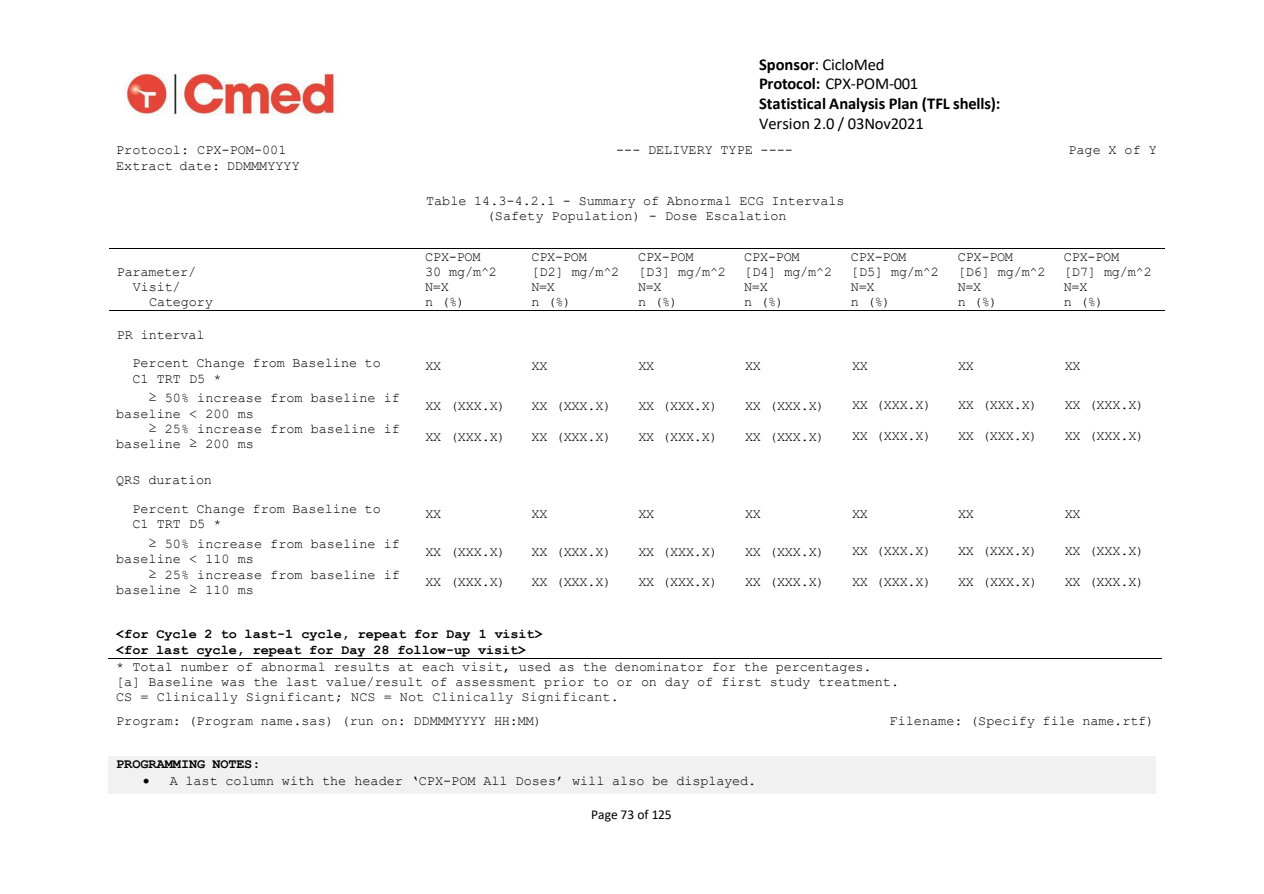 Cmed
Sponsor: CicloMed
Protocol: CPX-POM-001
Statistical Analysis Plan (TFL shells):
Version 2.0 / 03Nov2021
Protocol: CPX-POM-001 --- DELIVERY TYPE ---- Page X of Y
Extract date: DDMMMYYYY
Table 14.3-4.2.1 - Summary of Abnormal ECG Intervals
(Safety Population) - Dose Escalation
CPX-POM CPX-POM CPX-POM CPX-POM CPX-POM CPX-POM CPX-POM
Parameter/ 30 mg/m^2 [D2] mg/m^2 [D3] mg/m^2 [D4] mg/m^2 [D5] mg/m^2 [D6] mg/m^2 [D7] mg/m^2
Visit/ N=X N=X N=X N=X N=X N=X N=X
Category n (%) n (%) n (%) n (%) n (%) n (%) n (%)
PR interval
Percent Change from Baseline to XX XX XX XX XX XX XX
C1 TRT D5 *
≥ 50% increase from baseline if XX (XXX.X) XX (XXX.X) XX (XXX.X) XX (XXX.X) XX (XXX.X) XX (XXX.X) XX (XXX.X)
baseline < 200 ms
≥ 25% increase from baseline if XX (XXX.X) XX (XXX.X) XX (XXX.X) XX (XXX.X) XX (XXX.X) XX (XXX.X) XX (XXX.X)
baseline ≥ 200 ms
QRS duration
Percent Change from Baseline to XX XX XX XX XX XX XX
C1 TRT D5 *
≥ 50% increase from baseline if XX (XXX.X) XX (XXX.X) XX (XXX.X) XX (XXX.X) XX (XXX.X) XX (XXX.X) XX (XXX.X)
baseline < 110 ms
≥ 25% increase from baseline if XX (XXX.X) XX (XXX.X) XX (XXX.X) XX (XXX.X) XX (XXX.X) XX (XXX.X) XX (XXX.X)
baseline ≥ 110 ms
<for Cycle 2 to last-1 cycle, repeat for Day 1 visit>
<for last cycle, repeat for Day 28 follow-up visit>
* Total number of abnormal results at each visit, used as the denominator for the percentages.
[a] Baseline was the last value/result of assessment prior to or on day of first study treatment.
CS = Clinically Significant; NCS = Not Clinically Significant.
Program: (Program name.sas) (run on: DDMMMYYYY HH:MM) Filename: (Specify file name.rtf)
PROGRAMMING NOTES:
• A last column with the header ‘CPX-POM All Doses’ will also be displayed.
Page 73 of 125